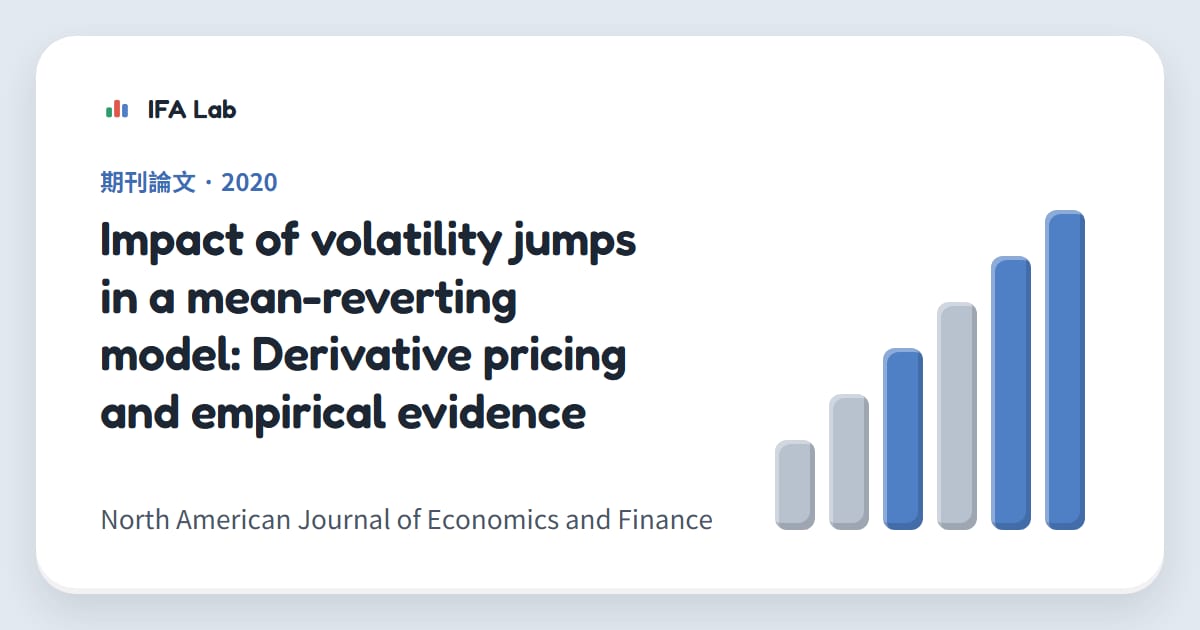 IFA Lab
期刊論文 · 2020
Impact of volatility jumps
in a mean-reverting
model: Derivative pricing
and empirical evidence
North American Journal of Economics and Finance